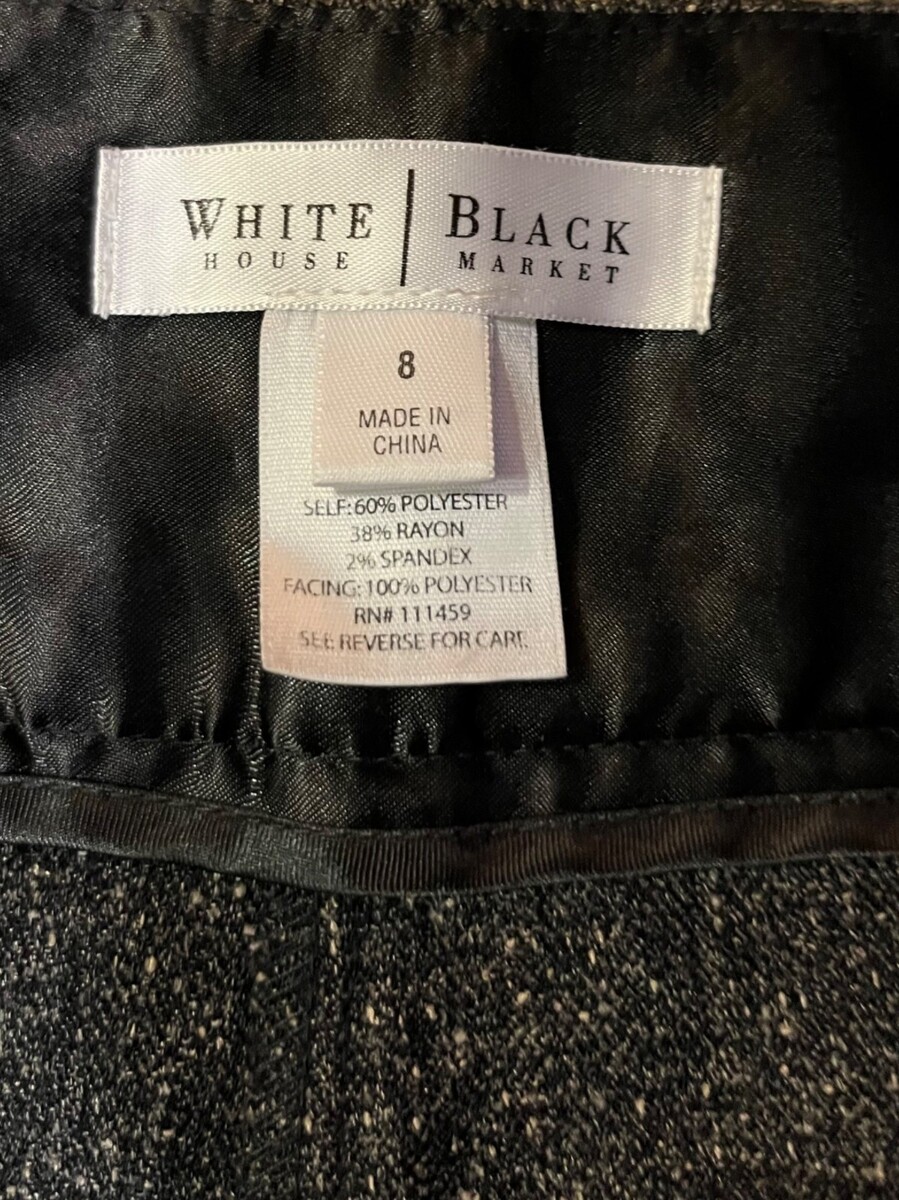 WHITE | BLACK
HOUSE MARKET
8
MADE IN
CHINA
SELF: 60% POLYESTER
38% RAYON
2% SPANDEX
FACING: 100% POLYESTER
RN# 111459
SEE REVERSE FOR CARE